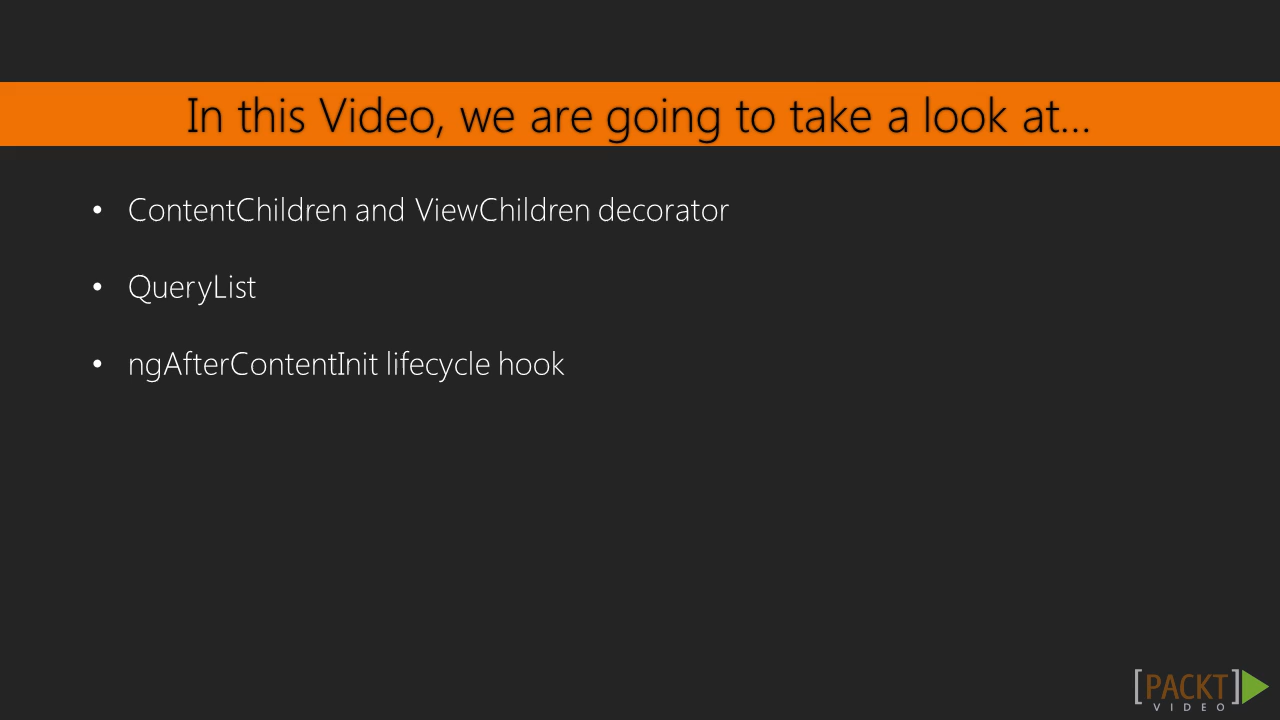 In this Video, we are going to take a look at...
• ContentChildren and ViewChildren decorator
• QueryList
• ngAfterContentInit lifecycle hook
[PACKT]
VIDEO